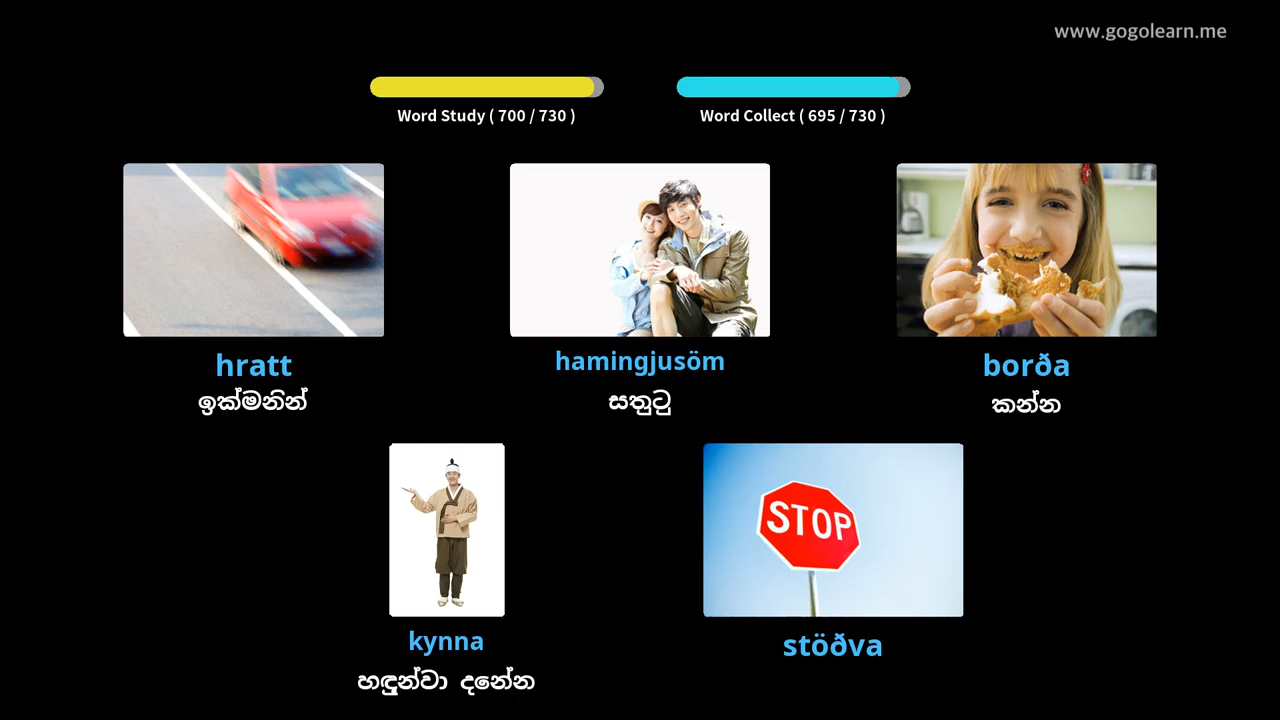 www.gogolearn.me
Word Study ( 700 / 730 )
Word Collect ( 695 / 730 )
hratt
ඉක්මනින්
hamingjusöm
සතුටු
borða
කන්න
STOP
kynna
හඳුන්වා දෙන්න
stöðva